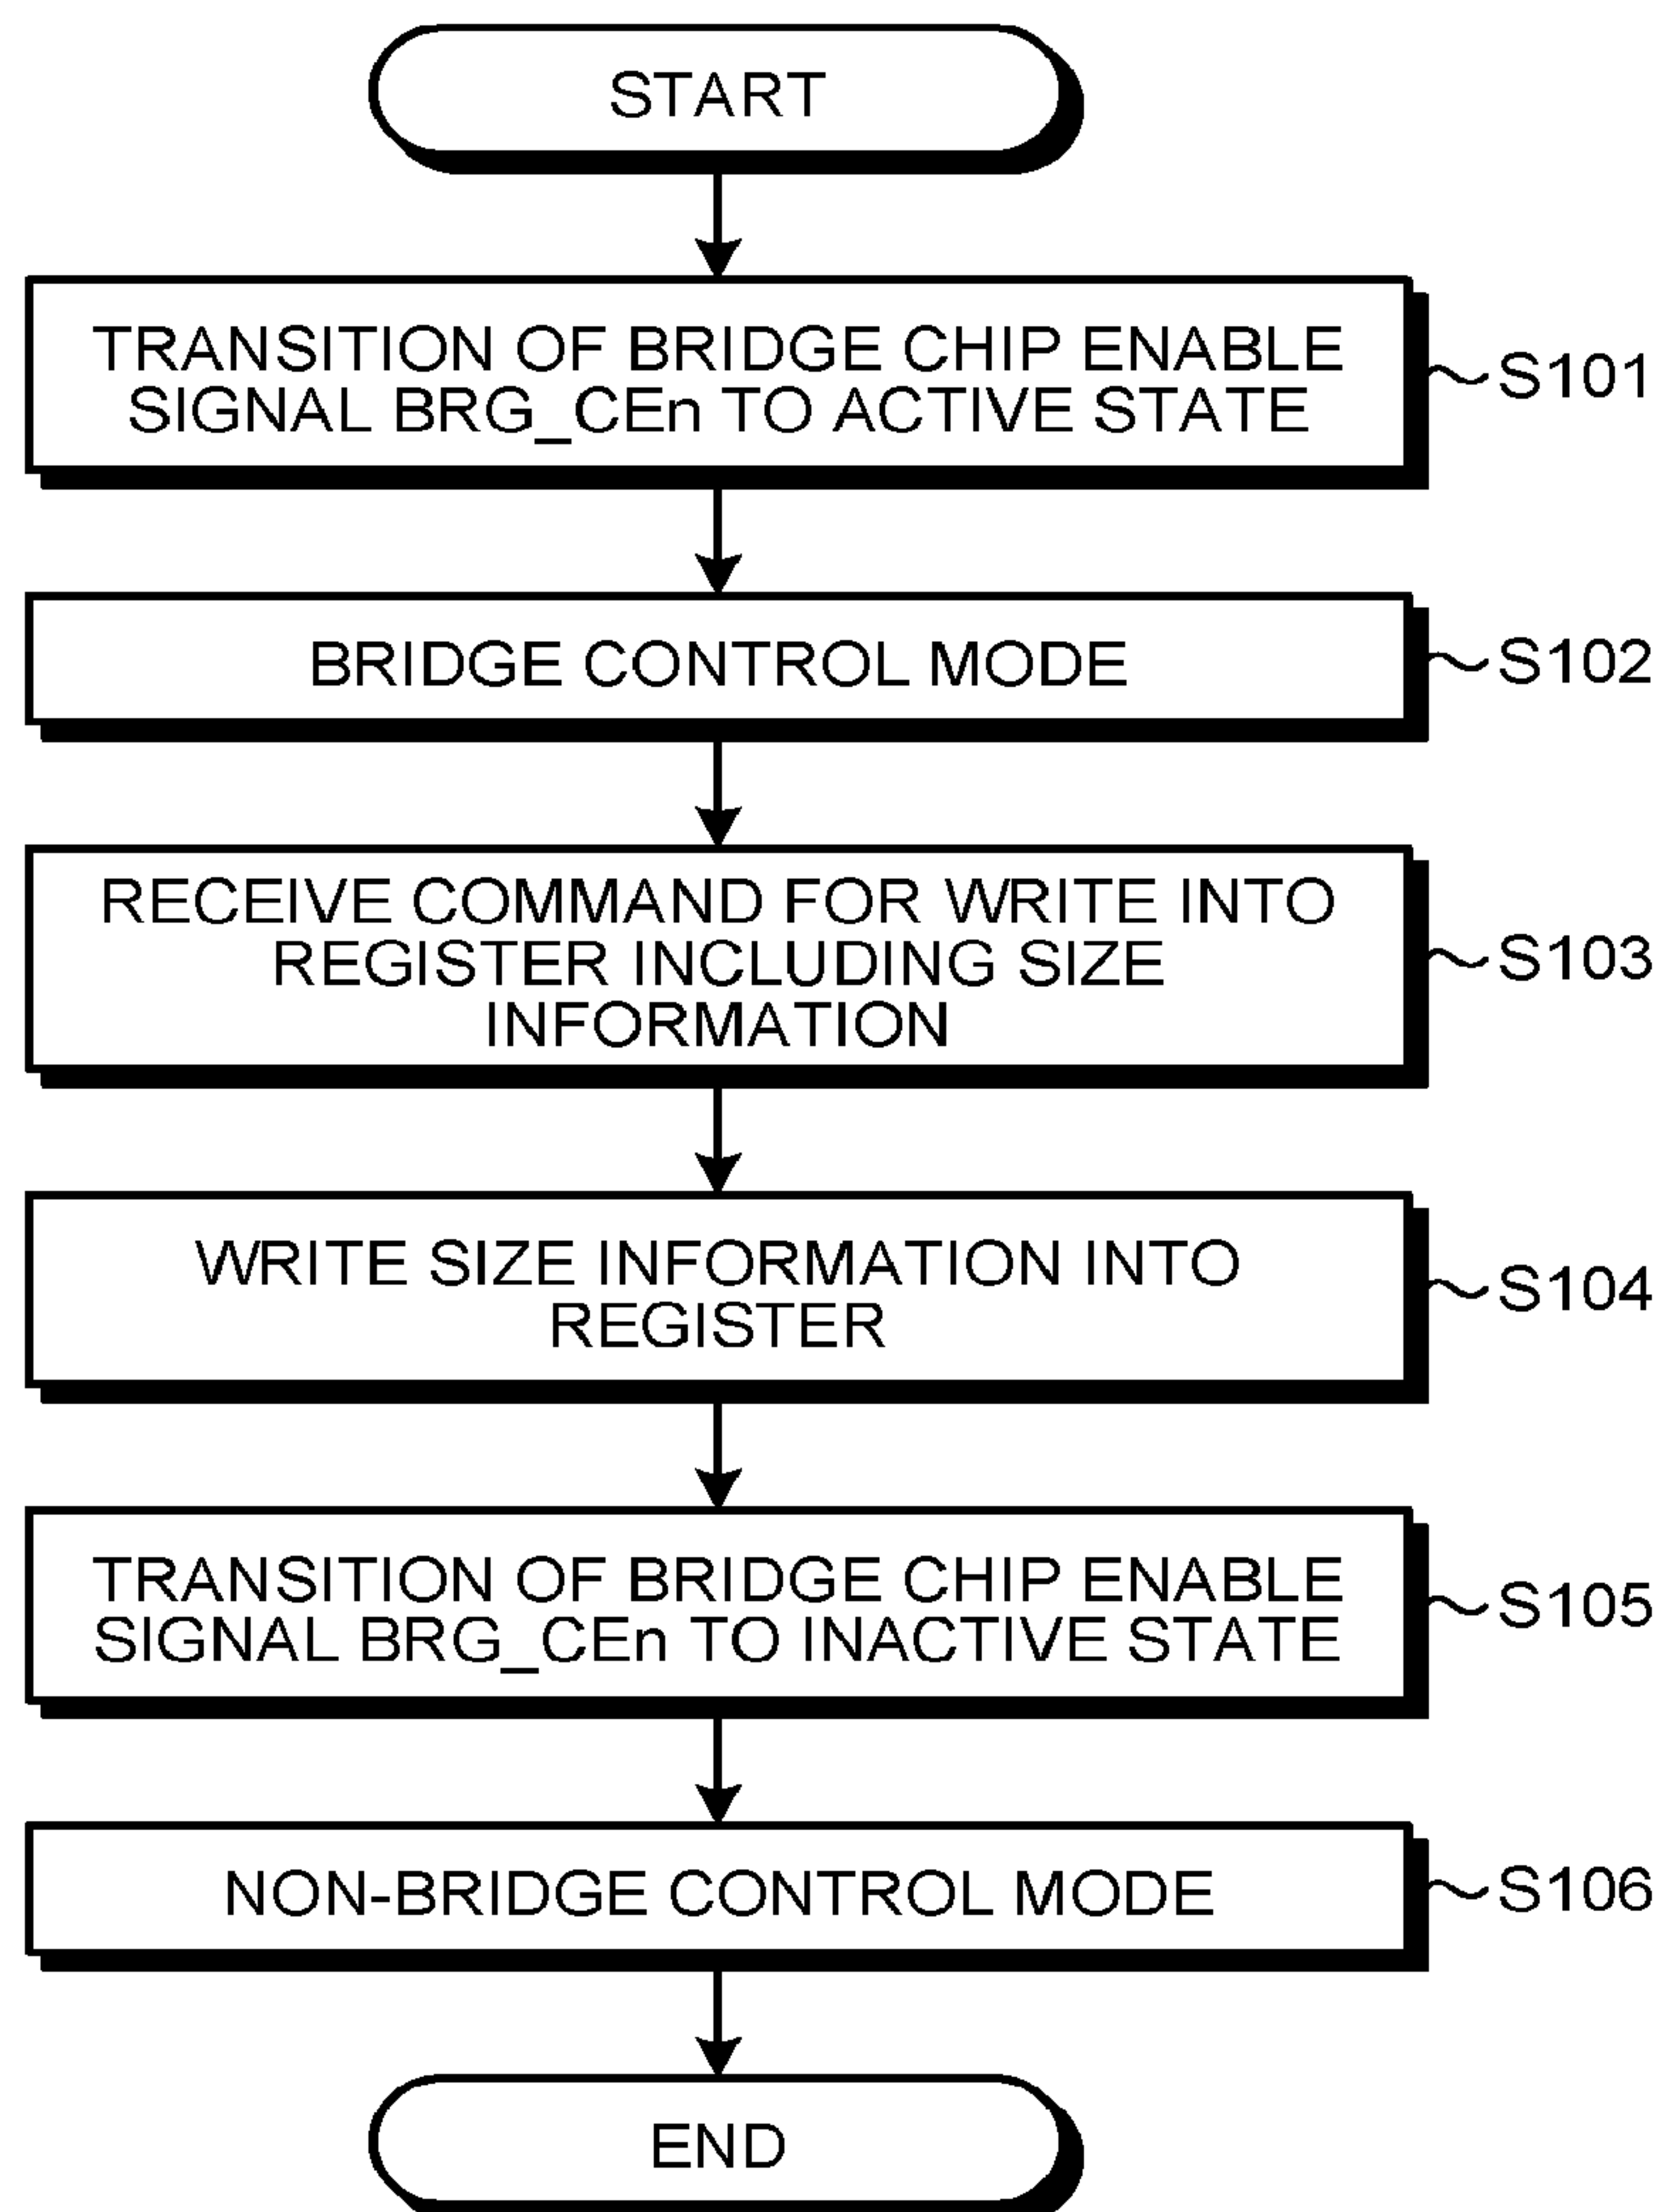 START
TRANSITION OF BRIDGE CHIP ENABLE
SIGNAL BRG_CEn TO ACTIVE STATE
S101
BRIDGE CONTROL MODE
S102
RECEIVE COMMAND FOR WRITE INTO
REGISTER INCLUDING SIZE
INFORMATION
S103
WRITE SIZE INFORMATION INTO
REGISTER
S104
TRANSITION OF BRIDGE CHIP ENABLE
SIGNAL BRG_CEn TO INACTIVE STATE
S105
NON-BRIDGE CONTROL MODE
S106
END